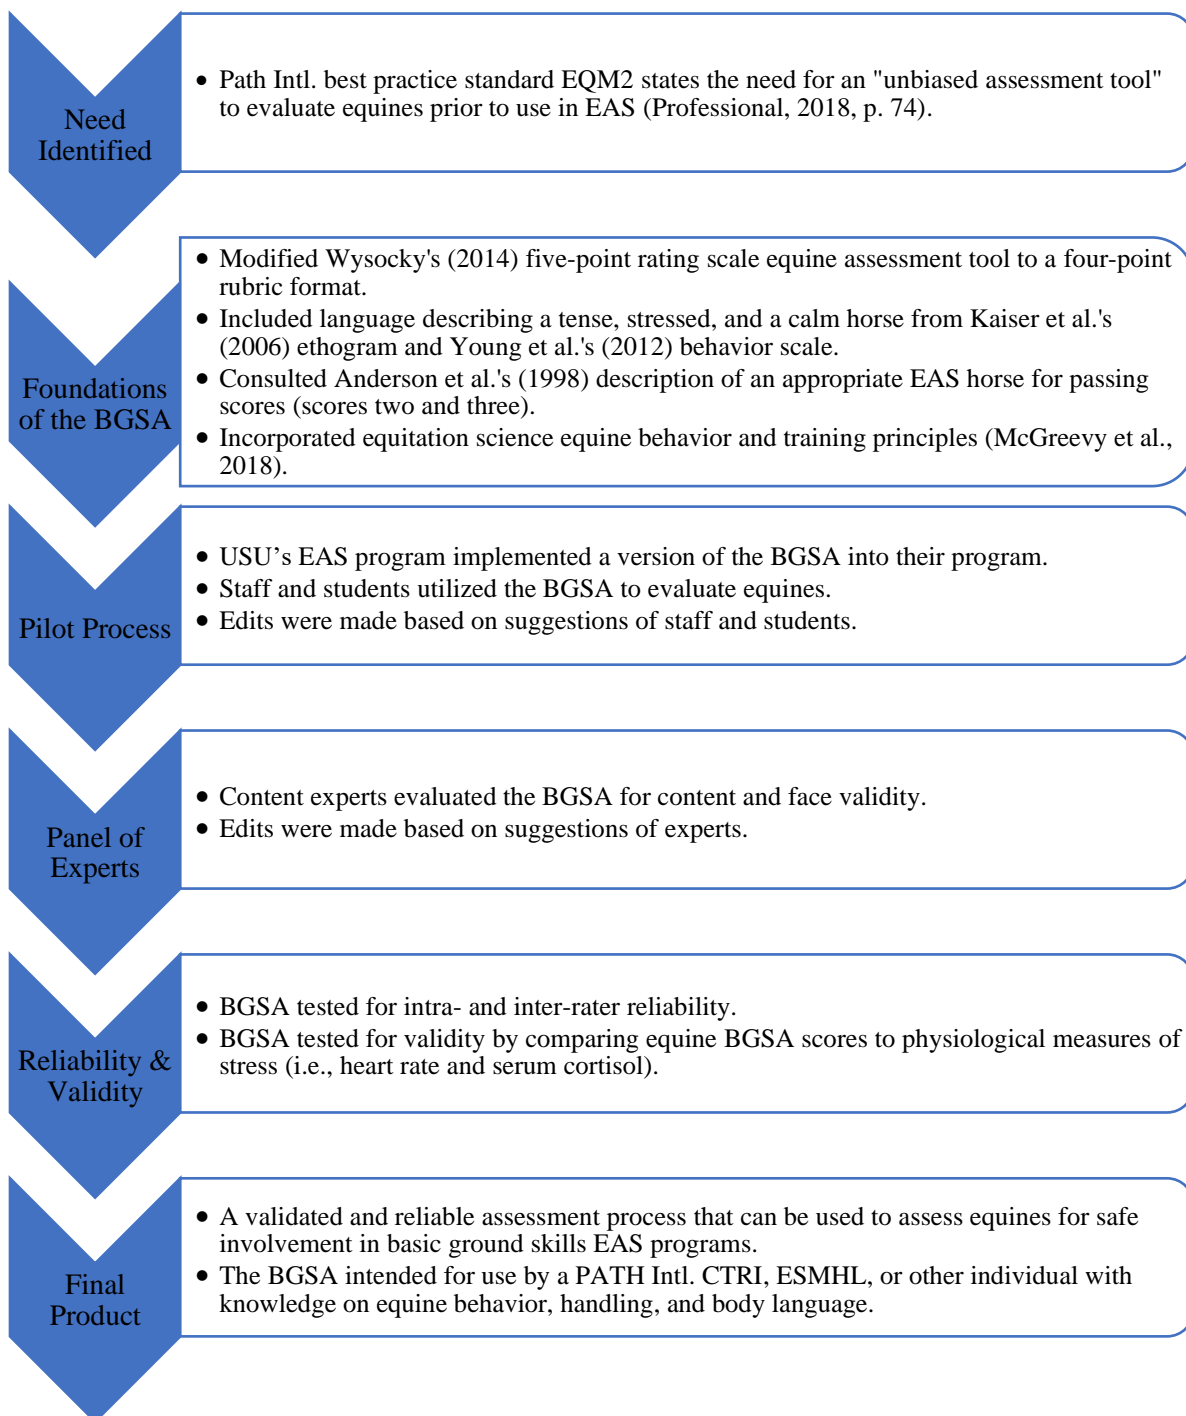 Need
Identified
• Path Intl. best practice standard EQM2 states the need for an "unbiased assessment tool"
to evaluate equines prior to use in EAS (Professional, 2018, p. 74).
Foundations
of the BGSA
• Modified Wysocky's (2014) five-point rating scale equine assessment tool to a four-point
rubric format.
• Included language describing a tense, stressed, and a calm horse from Kaiser et al.'s
(2006) ethogram and Young et al.'s (2012) behavior scale.
• Consulted Anderson et al.'s (1998) description of an appropriate EAS horse for passing
scores (scores two and three).
• Incorporated equitation science equine behavior and training principles (McGreevy et al.,
2018).
Pilot Process
• USU’s EAS program implemented a version of the BGSA into their program.
• Staff and students utilized the BGSA to evaluate equines.
• Edits were made based on suggestions of staff and students.
Panel of
Experts
• Content experts evaluated the BGSA for content and face validity.
• Edits were made based on suggestions of experts.
Reliability &
Validity
• BGSA tested for intra- and inter-rater reliability.
• BGSA tested for validity by comparing equine BGSA scores to physiological measures of
stress (i.e., heart rate and serum cortisol).
Final
Product
• A validated and reliable assessment process that can be used to assess equines for safe
involvement in basic ground skills EAS programs.
• The BGSA intended for use by a PATH Intl. CTRI, ESMHL, or other individual with
knowledge on equine behavior, handling, and body language.